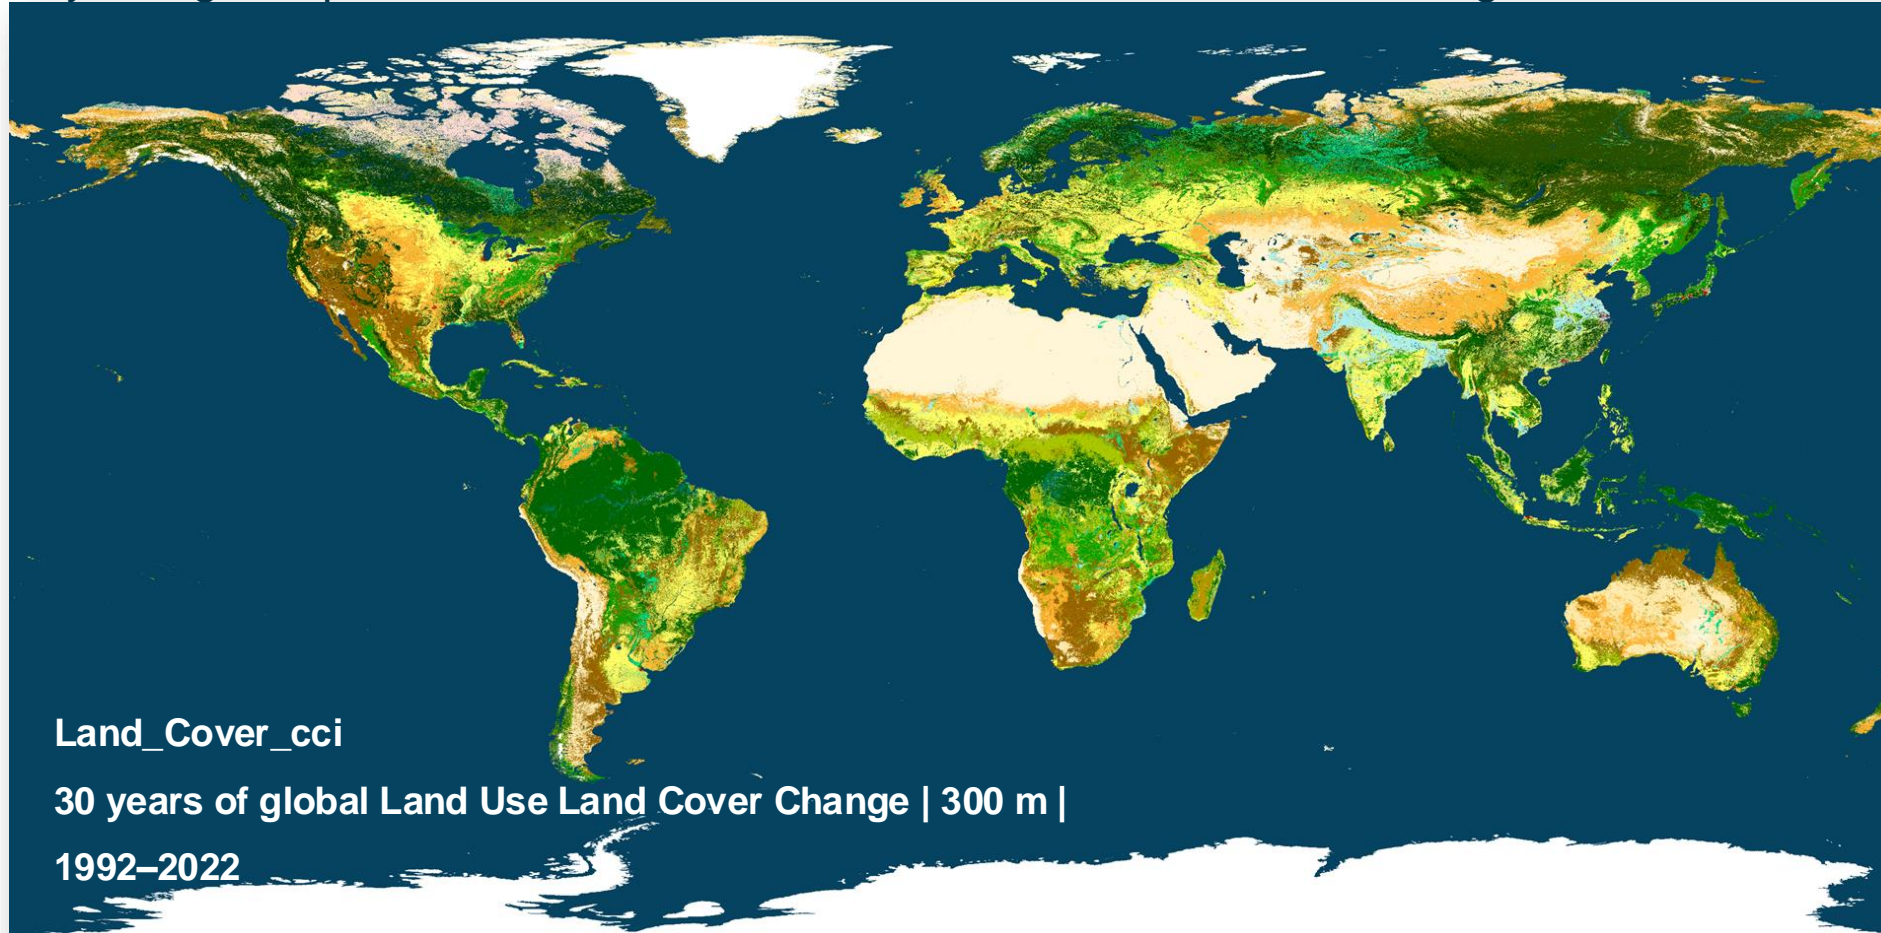 Land_Cover_cci
30 years of global Land Use Land Cover Change | 300 m |
1992–2022